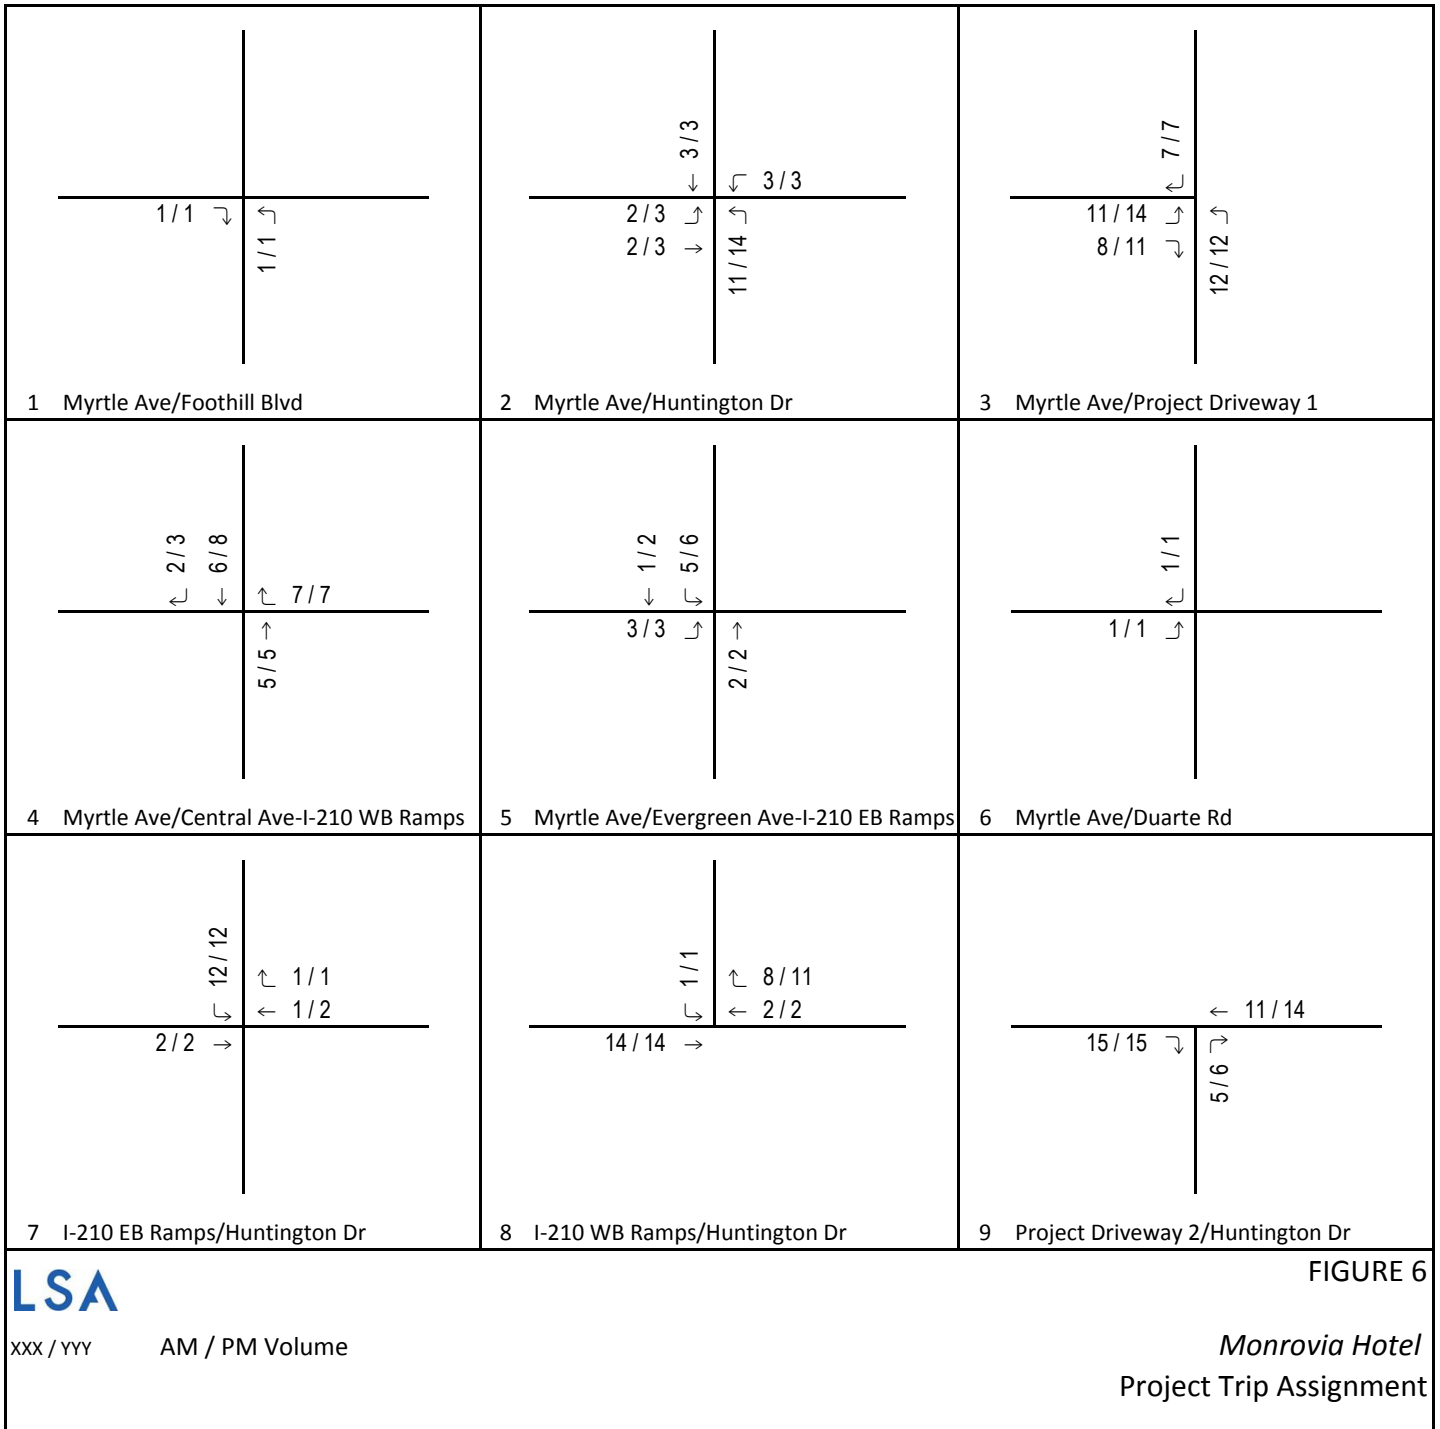 3 / 3
7 / 7
3 / 3
1 / 1
2 / 3
11 / 14
1 / 1
2 / 3
11 / 14
8 / 11
12 / 12
1 Myrtle Ave/Foothill Blvd
2 Myrtle Ave/Huntington Dr
3 Myrtle Ave/Project Driveway 1
2 / 3
6 / 8
1 / 2
5 / 6
1 / 1
7 / 7
3 / 3
1 / 1
5 / 5
2 / 2
4 Myrtle Ave/Central Ave-I-210 WB Ramps
5 Myrtle Ave/Evergreen Ave-I-210 EB Ramps
6 Myrtle Ave/Duarte Rd
12 / 12
1 / 1
1 / 1
8 / 11
1 / 2
2 / 2
11 / 14
2 / 2
14 / 14
15 / 15
5 / 6
7 I-210 EB Ramps/Huntington Dr
8 I-210 WB Ramps/Huntington Dr
9 Project Driveway 2/Huntington Dr
FIGURE 6
LSA
XXX / YYY AM / PM Volume
Monrovia Hotel
Project Trip Assignment